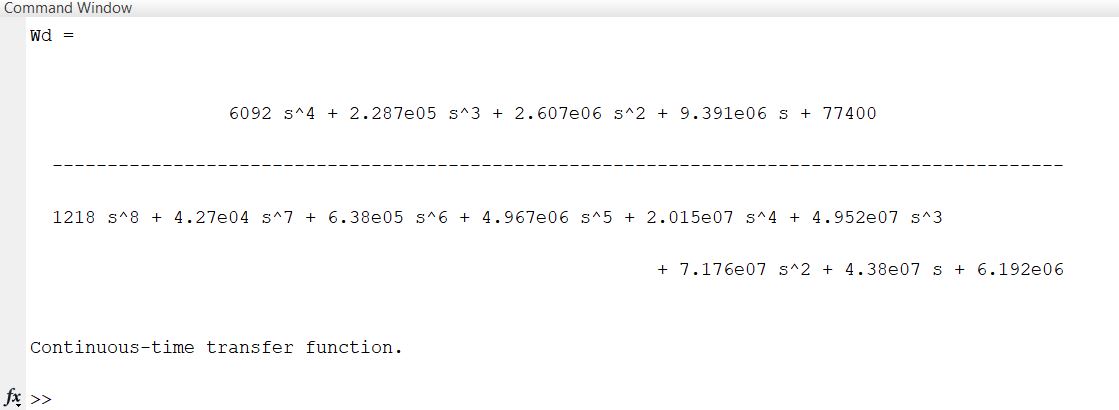 Command Window
Wd =
6092 s^4 + 2.287e05 s^3 + 2.607e06 s^2 + 9.391e06 s + 77400
--------------------------------------------------------------------------------------------
1218 s^8 + 4.27e04 s^7 + 6.38e05 s^6 + 4.967e06 s^5 + 2.015e07 s^4 + 4.952e07 s^3
+ 7.176e07 s^2 + 4.38e07 s + 6.192e06
Continuous-time transfer function.
fx >>